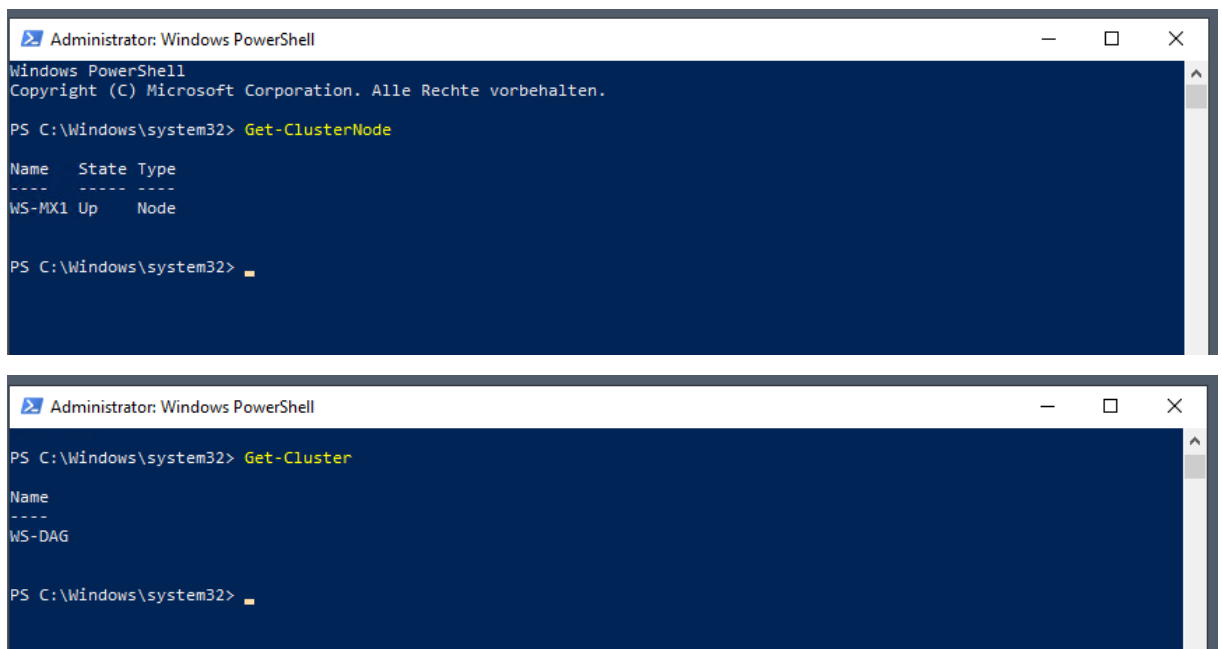 Administrator: Windows PowerShell
Windows PowerShell
Copyright (C) Microsoft Corporation. Alle Rechte vorbehalten.
PS C:\Windows\system32> Get-ClusterNode
Name   State Type
----   ----- ----
WS-MX1 Up    Node
PS C:\Windows\system32>
Administrator: Windows PowerShell
PS C:\Windows\system32> Get-Cluster
Name
----
WS-DAG
PS C:\Windows\system32>